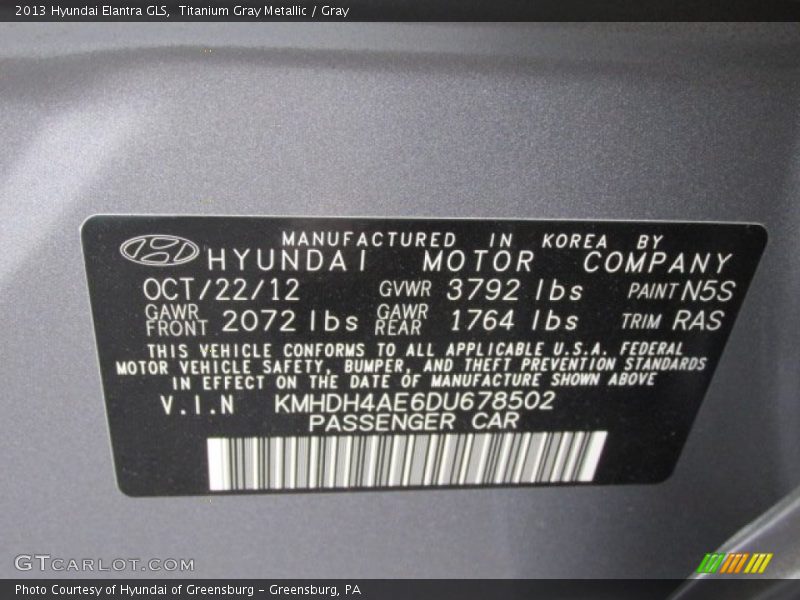 2013 Hyundai Elantra GLS, Titanium Gray Metallic / Gray
MANUFACTURED IN KOREA BY
HYUNDAI MOTOR COMPANY
OCT/22/12 GVWR 3792 lbs PAINT N5S
GAWR FRONT 2072 lbs GAWR REAR 1764 lbs TRIM RAS
THIS VEHICLE CONFORMS TO ALL APPLICABLE U.S.A. FEDERAL
MOTOR VEHICLE SAFETY, BUMPER, AND THEFT PREVENTION STANDARDS
IN EFFECT ON THE DATE OF MANUFACTURE SHOWN ABOVE
V.I.N KMHDH4AE6DU678502
PASSENGER CAR
GTCARLOT.COM
Photo Courtesy of Hyundai of Greensburg - Greensburg, PA